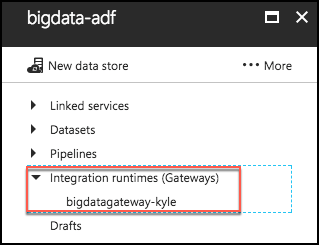 bigdata-adf
New data store
••• More
Linked services
Datasets
Pipelines
Integration runtimes (Gateways)
bigdatagateway-kyle
Drafts